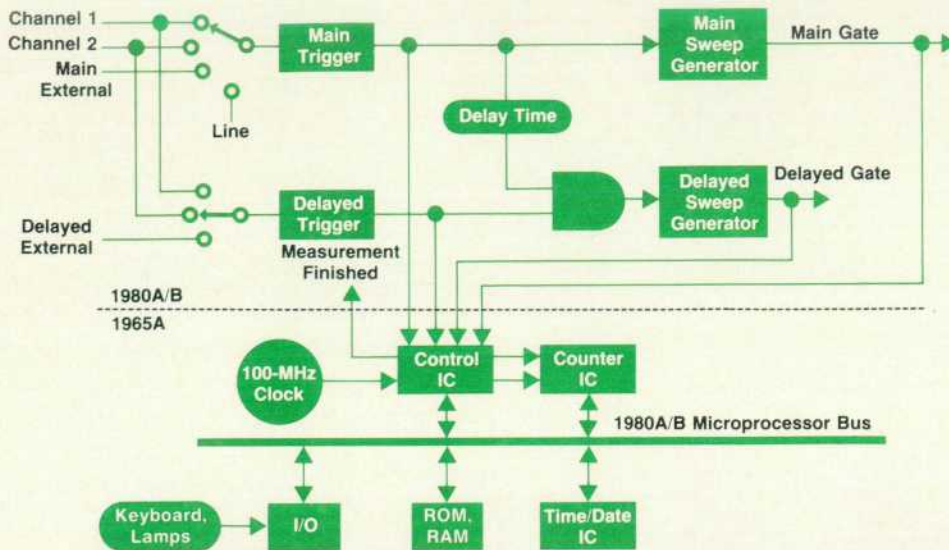 Channel 1
Channel 2
Main
External
Line
Main
Trigger
Main
Sweep
Generator
Main Gate
Delay Time
Delayed
External
Delayed
Trigger
Delayed
Sweep
Generator
Delayed Gate
Measurement
Finished
1980A/B
1965A
100-MHz
Clock
Control
IC
Counter
IC
1980A/B Microprocessor Bus
Keyboard,
Lamps
I/O
ROM,
RAM
Time/Date
IC